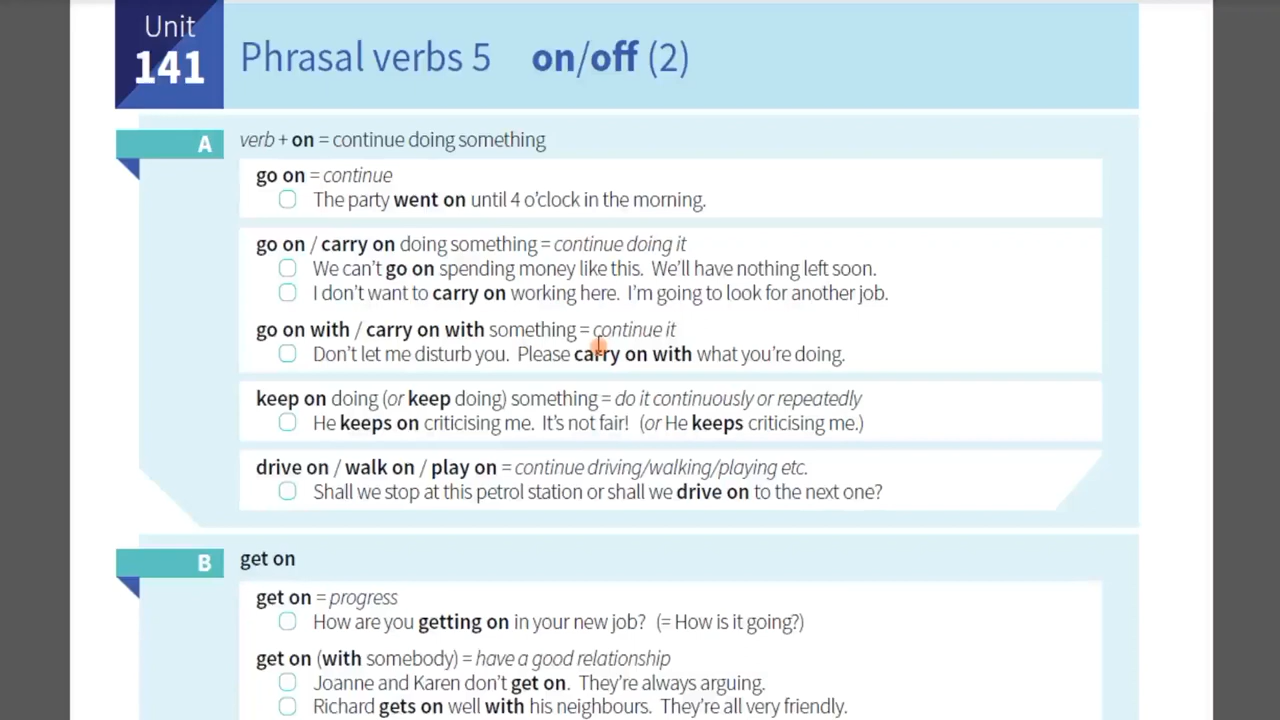 Unit
141
Phrasal verbs 5 on/off (2)
A
verb + on = continue doing something
go on = continue
The party went on until 4 o’clock in the morning.
go on / carry on doing something = continue doing it
We can’t go on spending money like this. We’ll have nothing left soon.
I don’t want to carry on working here. I’m going to look for another job.
go on with / carry on with something = continue it
Don’t let me disturb you. Please carry on with what you’re doing.
keep on doing (or keep doing) something = do it continuously or repeatedly
He keeps on criticising me. It’s not fair! (or He keeps criticising me.)
drive on / walk on / play on = continue driving/walking/playing etc.
Shall we stop at this petrol station or shall we drive on to the next one?
B
get on
get on = progress
How are you getting on in your new job? (= How is it going?)
get on (with somebody) = have a good relationship
Joanne and Karen don’t get on. They’re always arguing.
Richard gets on well with his neighbours. They’re all very friendly.